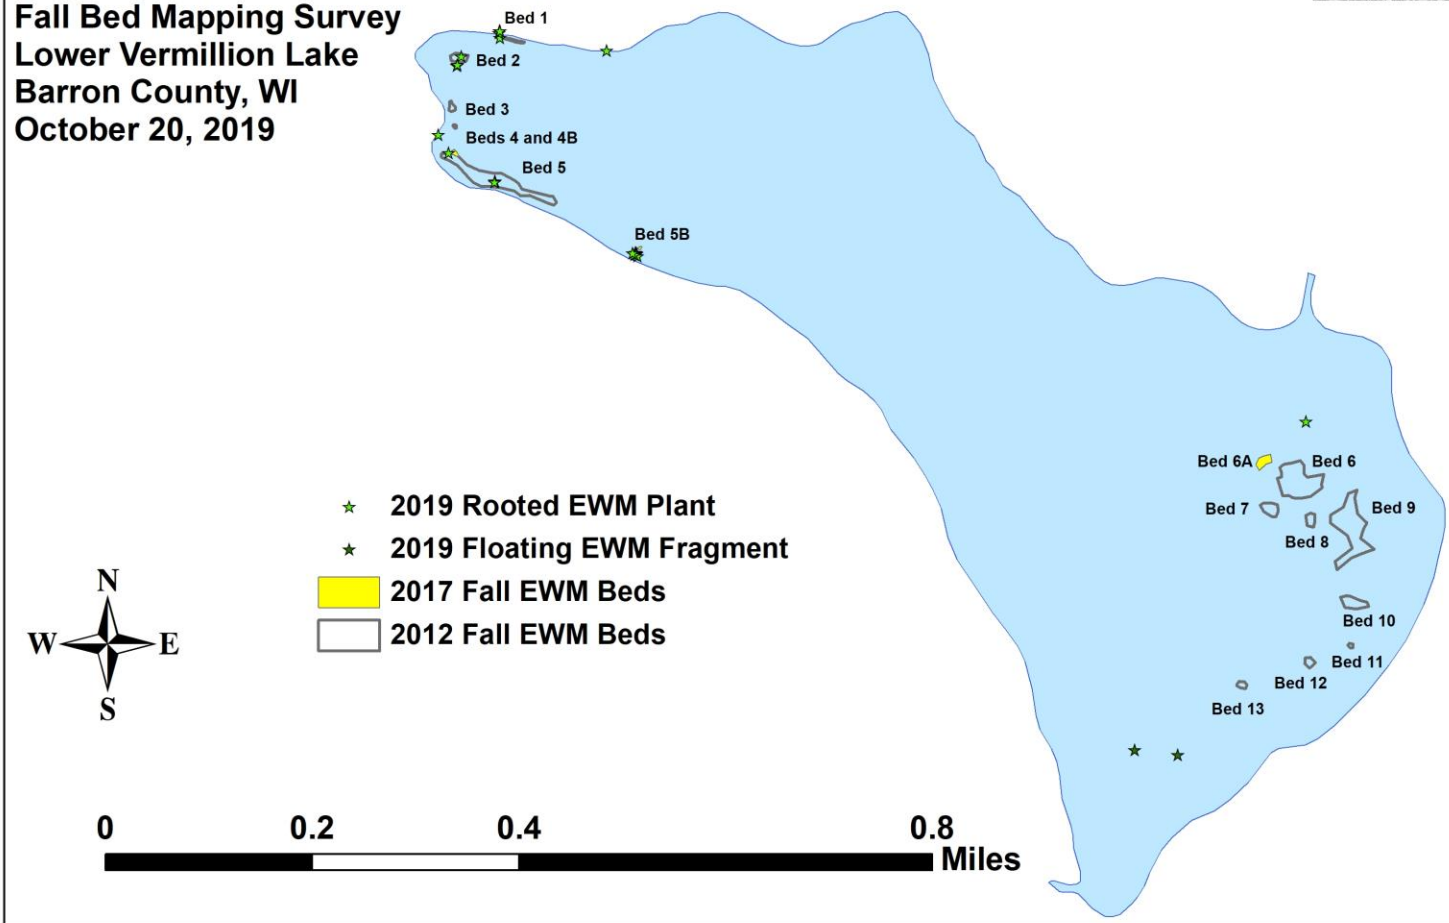 Fall Bed Mapping Survey
Lower Vermillion Lake
Barron County, WI
October 20, 2019
Bed 1
Bed 2
Bed 3
Beds 4 and 4B
Bed 5
Bed 5B
Bed 6A
Bed 6
Bed 7
Bed 9
Bed 8
Bed 10
Bed 11
Bed 12
Bed 13
2019 Rooted EWM Plant
2019 Floating EWM Fragment
2017 Fall EWM Beds
2012 Fall EWM Beds
N
W E
S
0 0.2 0.4 0.8
Miles